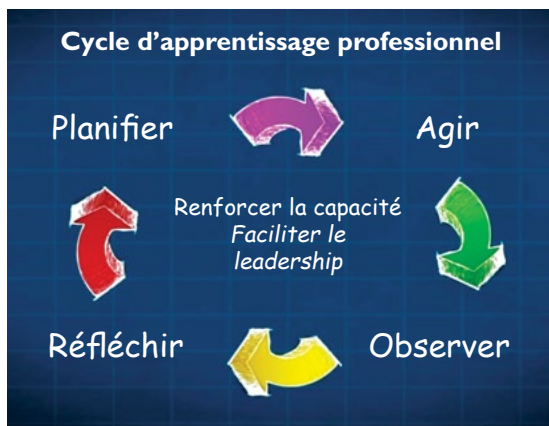 Cycle d'apprentissage professionnel
Planifier
Agir
Renforcer la capacité
Faciliter le
leadership
Réfléchir
Observer